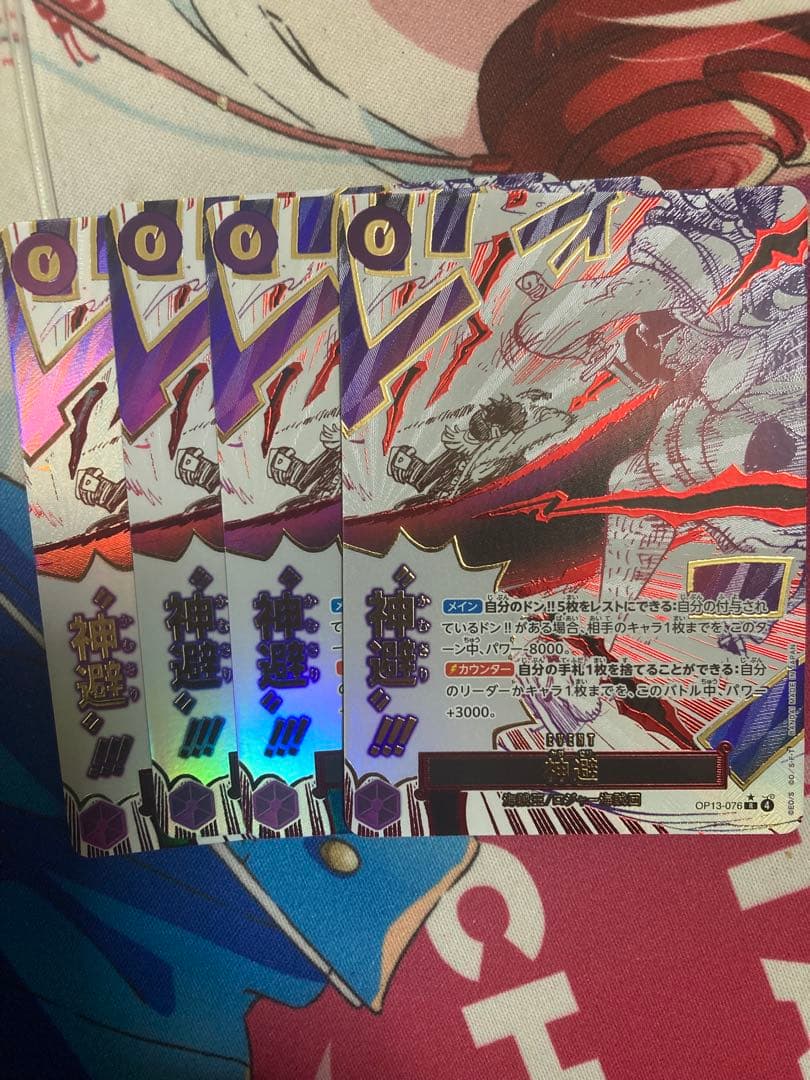 0
0
0
0
神避!!!
神避!!!
神避!!!
神避!!!
メイン 自分のドン!!5枚をレストにできる:自分の付与され
ているドン!!がある場合、相手のキャラ1枚までを、このタ
ーン中、パワー-8000。
カウンター 自分の手札1枚を捨てることができる:自分
のリーダーかキャラ1枚までを、このバトル中、パワー
+3000。
EVENT
神避
海賊王/ロジャー海賊団
OP13-076 R 4
©E.O/S ©O./S.F.T BANDAI MADE IN JAPAN
CH